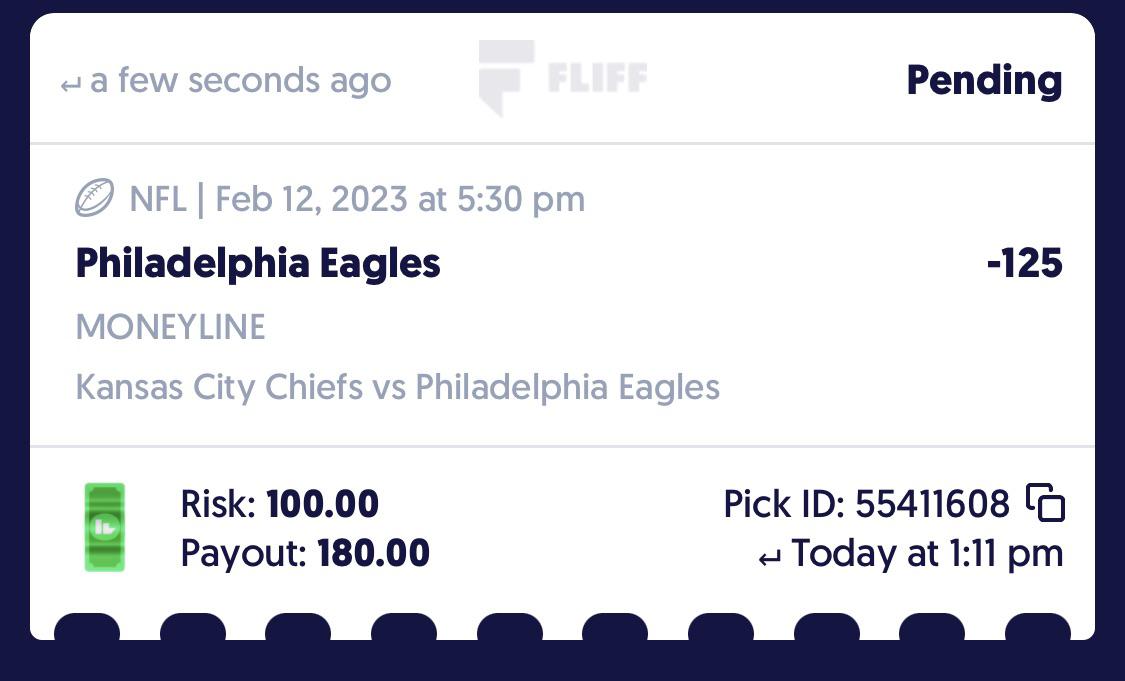 ↵ a few seconds ago
FLIFF
Pending
NFL | Feb 12, 2023 at 5:30 pm
Philadelphia Eagles -125
MONEYLINE
Kansas City Chiefs vs Philadelphia Eagles
Risk: 100.00 Pick ID: 55411608
Payout: 180.00 ↵ Today at 1:11 pm